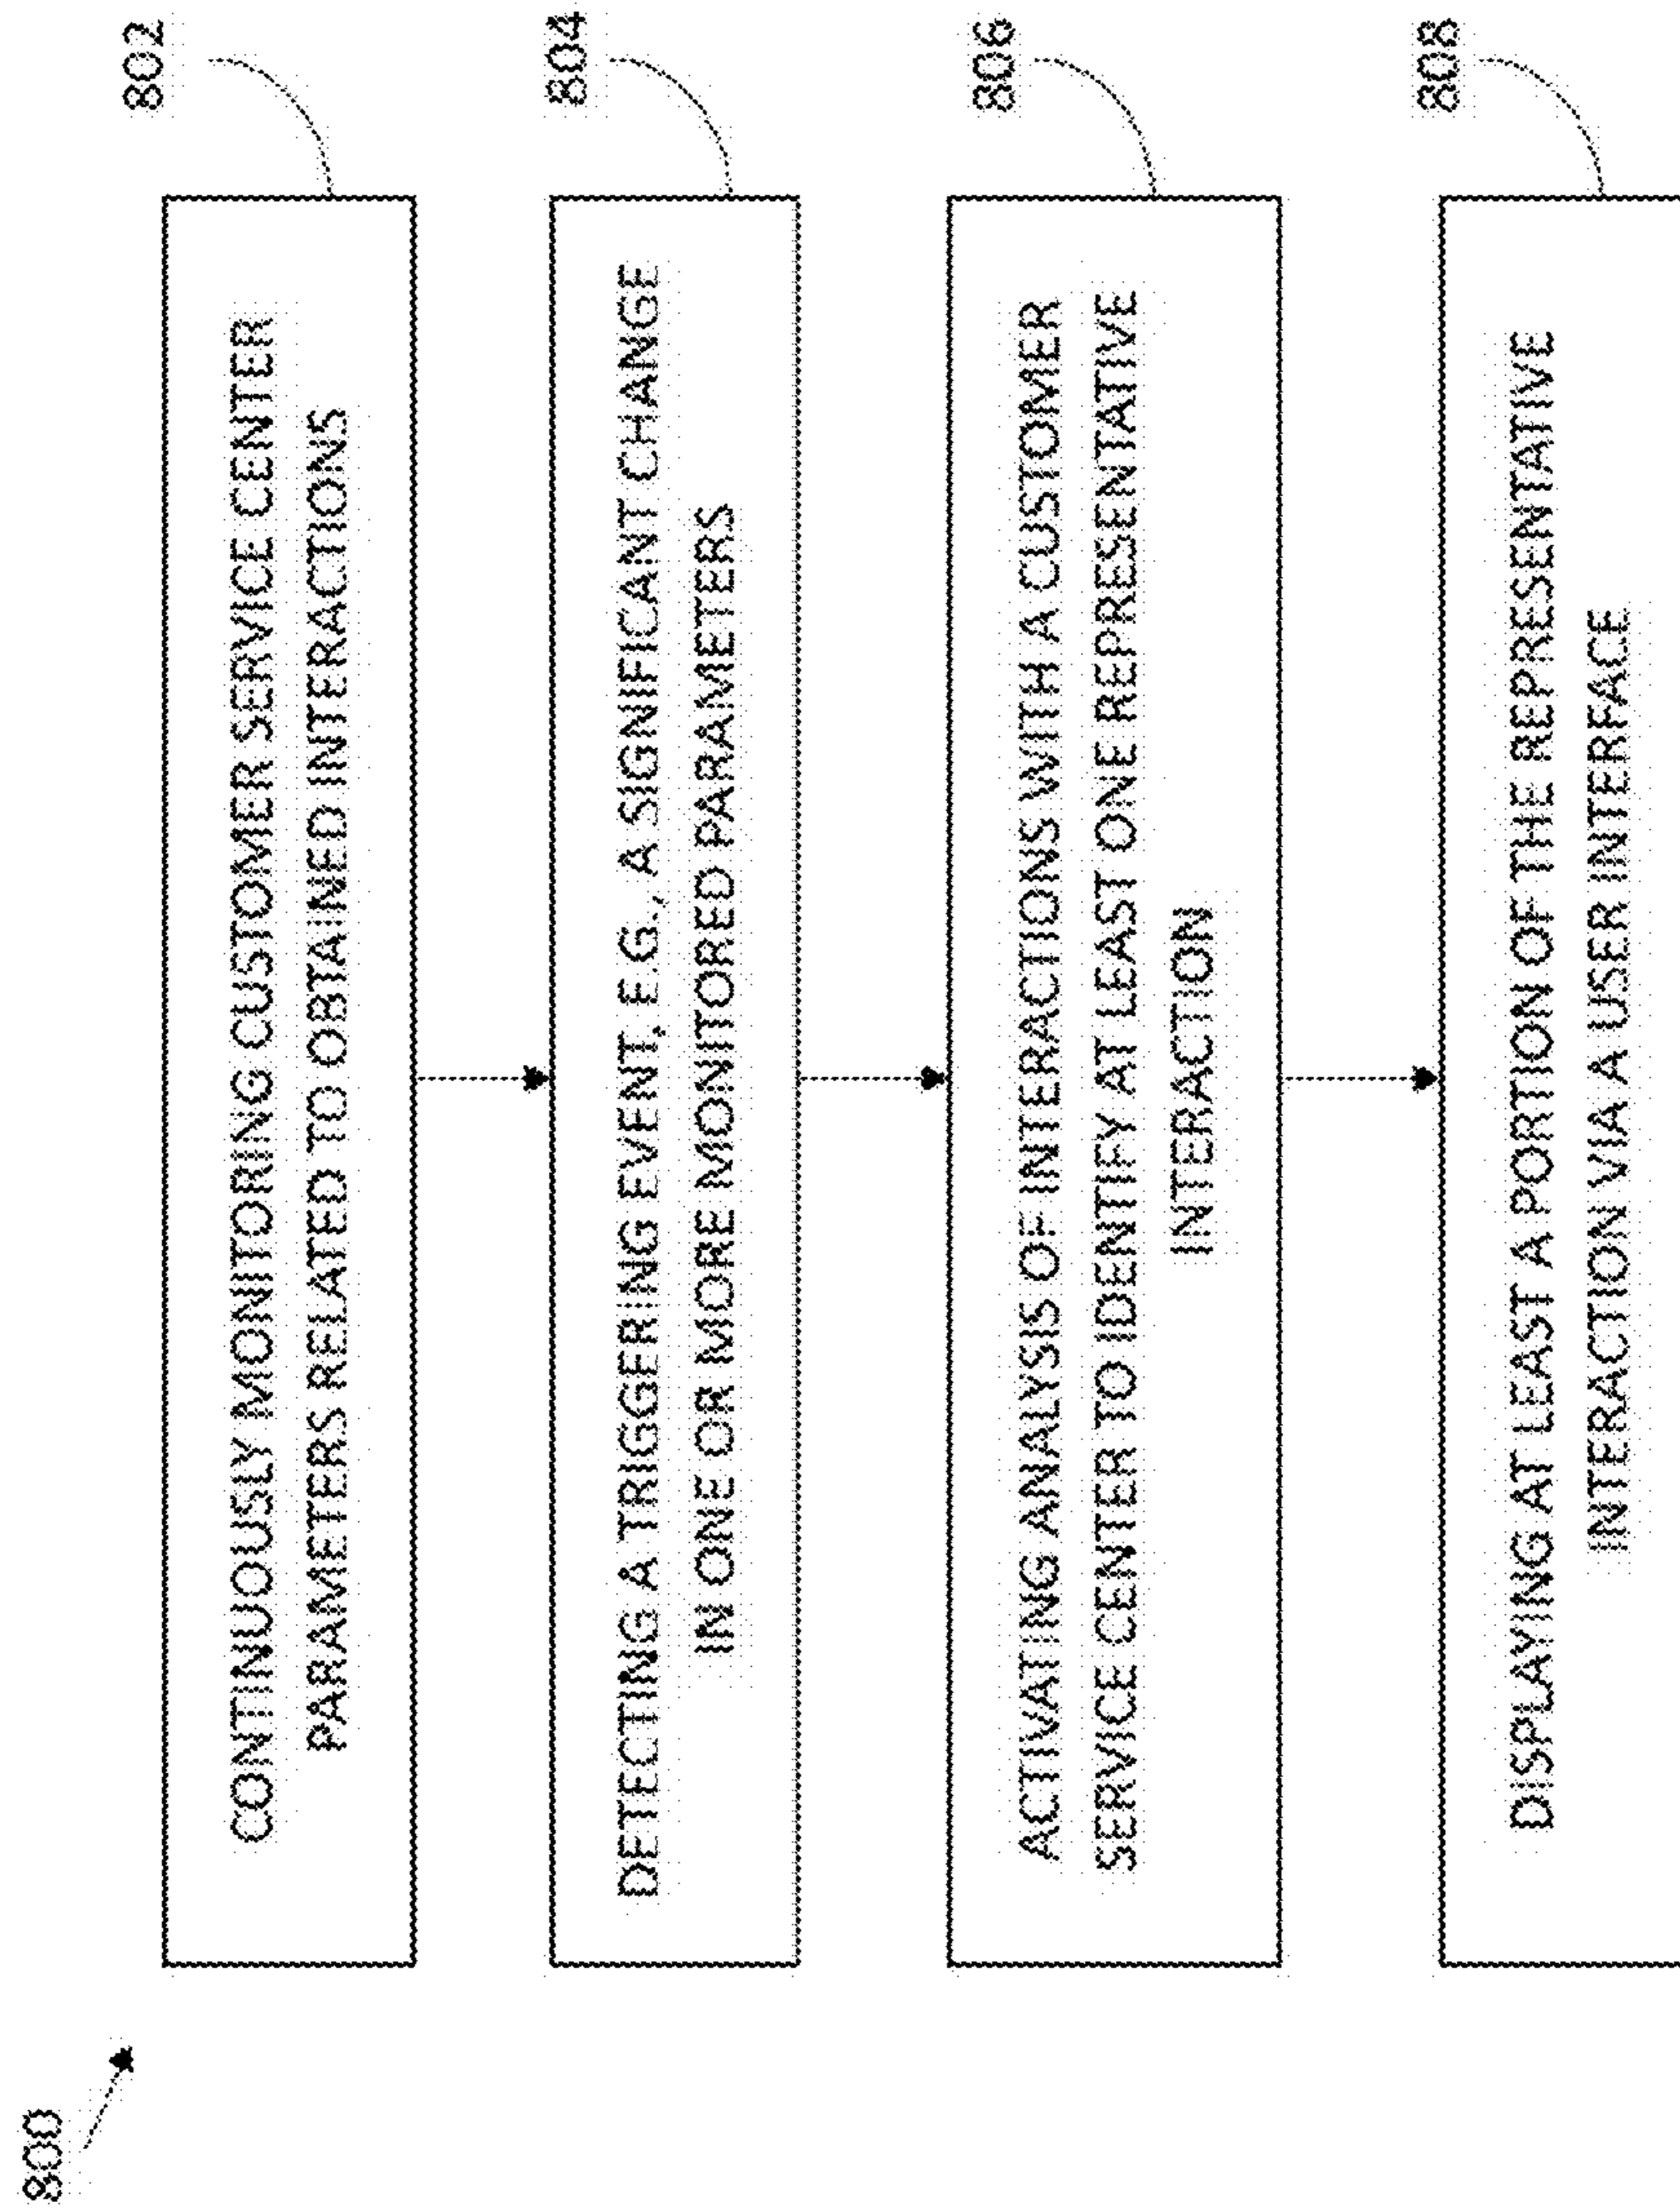 800
802
CONTINUOUSLY MONITORING CUSTOMER SERVICE CENTER
PARAMETERS RELATED TO OBTAINED INTERACTIONS
804
DETECTING A TRIGGERING EVENT, E.G., A SIGNIFICANT CHANGE
IN ONE OR MORE MONITORED PARAMETERS
806
ACTIVATING ANALYSIS OF INTERACTIONS WITH A CUSTOMER
SERVICE CENTER TO IDENTIFY AT LEAST ONE REPRESENTATIVE
INTERACTION
808
DISPLAYING AT LEAST A PORTION OF THE REPRESENTATIVE
INTERACTION VIA A USER INTERFACE